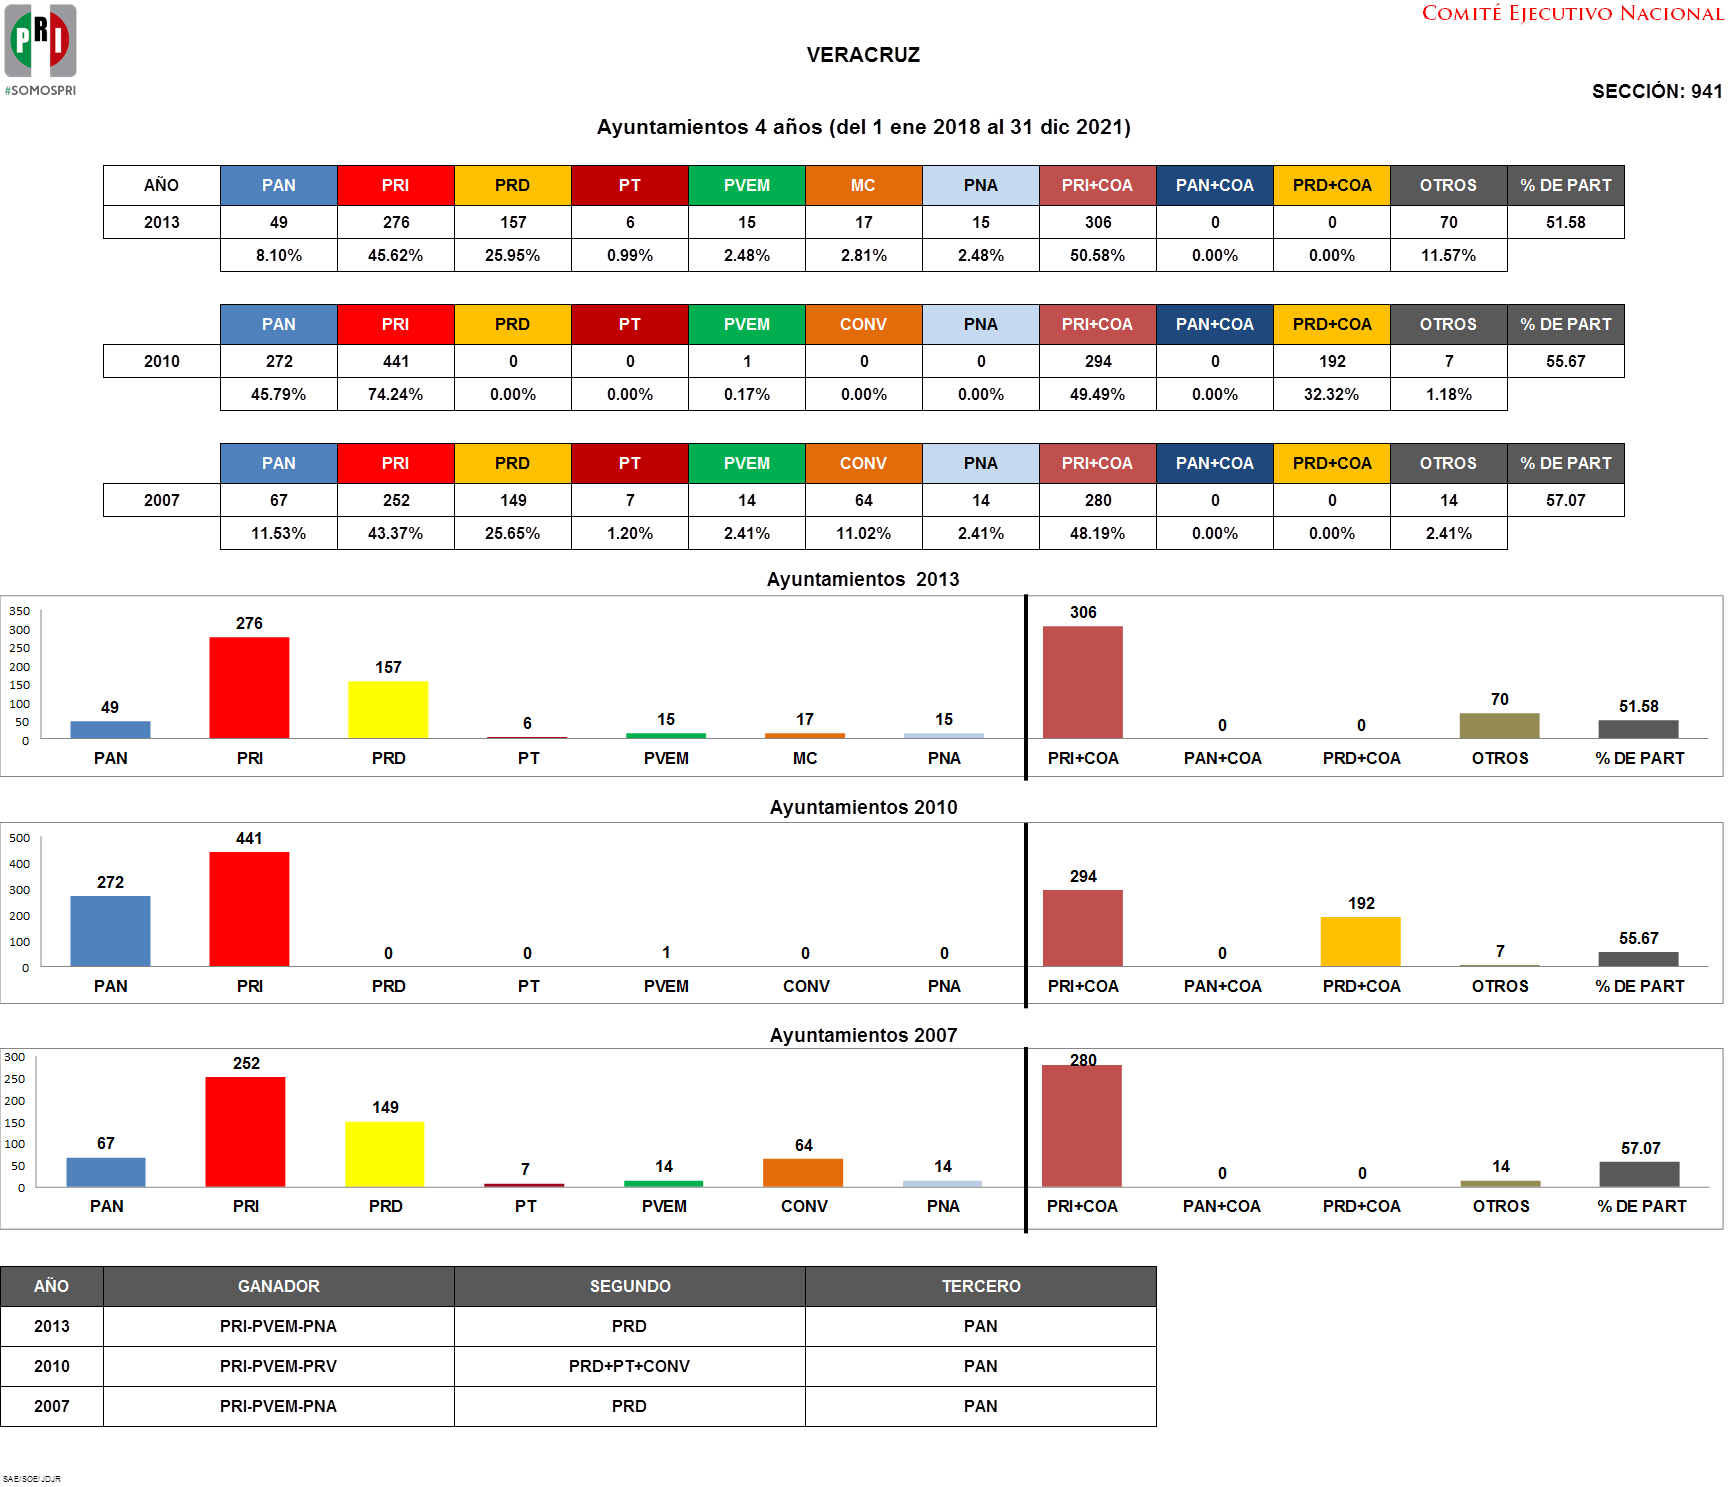 PRI
#SOMOSPRI
COMITÉ EJECUTIVO NACIONAL
VERACRUZ
SECCIÓN: 941
Ayuntamientos 4 años (del 1 ene 2018 al 31 dic 2021)
AÑO PAN PRI PRD PT PVEM MC PNA PRI+COA PAN+COA PRD+COA OTROS % DE PART
2013 49 276 157 6 15 17 15 306 0 0 70 51.58
8.10% 45.62% 25.95% 0.99% 2.48% 2.81% 2.48% 50.58% 0.00% 0.00% 11.57%
PAN PRI PRD PT PVEM CONV PNA PRI+COA PAN+COA PRD+COA OTROS % DE PART
2010 272 441 0 0 1 0 0 294 0 192 7 55.67
45.79% 74.24% 0.00% 0.00% 0.17% 0.00% 0.00% 49.49% 0.00% 32.32% 1.18%
PAN PRI PRD PT PVEM CONV PNA PRI+COA PAN+COA PRD+COA OTROS % DE PART
2007 67 252 149 7 14 64 14 280 0 0 14 57.07
11.53% 43.37% 25.65% 1.20% 2.41% 11.02% 2.41% 48.19% 0.00% 0.00% 2.41%
Ayuntamientos 2013
350
300
250
200
150
100
50
0
49 276 157 6 15 17 15 306 0 0 70 51.58
PAN PRI PRD PT PVEM MC PNA PRI+COA PAN+COA PRD+COA OTROS % DE PART
Ayuntamientos 2010
500
400
300
200
100
0
272 441 0 0 1 0 0 294 0 192 7 55.67
PAN PRI PRD PT PVEM CONV PNA PRI+COA PAN+COA PRD+COA OTROS % DE PART
Ayuntamientos 2007
300
250
200
150
100
50
0
67 252 149 7 14 64 14 280 0 0 14 57.07
PAN PRI PRD PT PVEM CONV PNA PRI+COA PAN+COA PRD+COA OTROS % DE PART
AÑO GANADOR SEGUNDO TERCERO
2013 PRI-PVEM-PNA PRD PAN
2010 PRI-PVEM-PRV PRD+PT+CONV PAN
2007 PRI-PVEM-PNA PRD PAN
SAE/SOE/JDJR